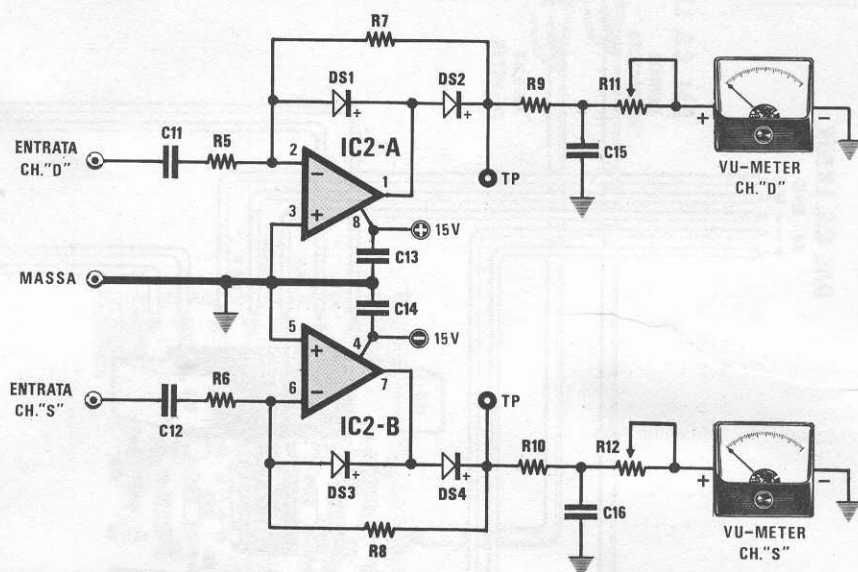 R7
DS1
+
DS2
+
R9
R11
C11
R5
ENTRATA
CH."D"
2
−
IC2-A
1
3
+
8
C15
+
−
VU-METER
CH."D"
TP
+ 15V
C13
MASSA
C14
− 15V
5
+
4
7
R6
ENTRATA
CH."S"
6
−
C12
IC2-B
TP
DS3
+
DS4
+
R10
R12
C16
+
−
VU-METER
CH."S"
R8